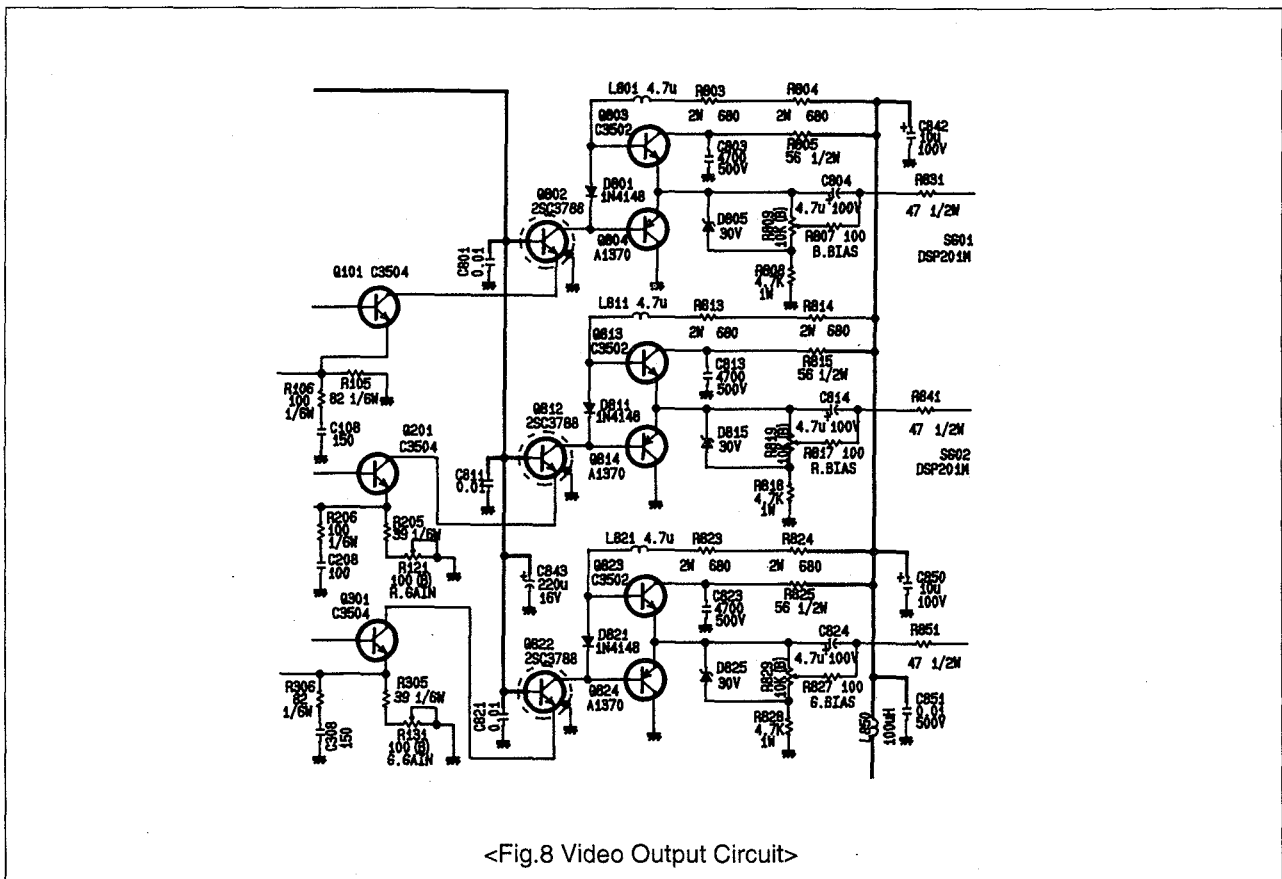 L801 4.7u
R803
2W 680
R804
2W 680
Q803
C3502
C803
4700
500V
R805
56 1/2W
C842
10u
100V
D801
1N4148
Q802
2SC3788
C804
4.7u 100V
R831
47 1/2W
D805
30V
R809
10K(B)
R807 100
B.BIAS
Q804
A1370
R808
4.7K
1W
SG01
DSP201M
C801
0.01
Q101 C3504
L811 4.7u
R813
2W 680
R814
2W 680
Q813
C3502
C813
4700
500V
R815
56 1/2W
R106
100
1/6W
R105
82 1/6W
C108
150
D811
1N4148
Q812
2SC3788
C814
4.7u 100V
R841
47 1/2W
D815
30V
R819
10K(B)
R817 100
R.BIAS
Q814
A1370
R818
4.7K
1W
SG02
DSP201M
Q201
C3504
C811
0.01
R206
100
1/6W
R205
39 1/6W
C208
100
R121
100(B)
R.GAIN
L821 4.7u
R823
2W 680
R824
2W 680
Q823
C3502
C843
220u
16V
C823
4700
500V
R825
56 1/2W
C850
10u
100V
Q301
C3504
D821
1N4148
Q822
2SC3788
C824
4.7u 100V
R851
47 1/2W
D825
30V
R829
10K(B)
R827 100
G.BIAS
Q824
A1370
R828
4.7K
1W
R306
82
1/6W
R305
39 1/6W
C308
150
R131
100(B)
G.GAIN
C821
0.01
L850
100uH
C851
0.01
500V
<Fig.8 Video Output Circuit>